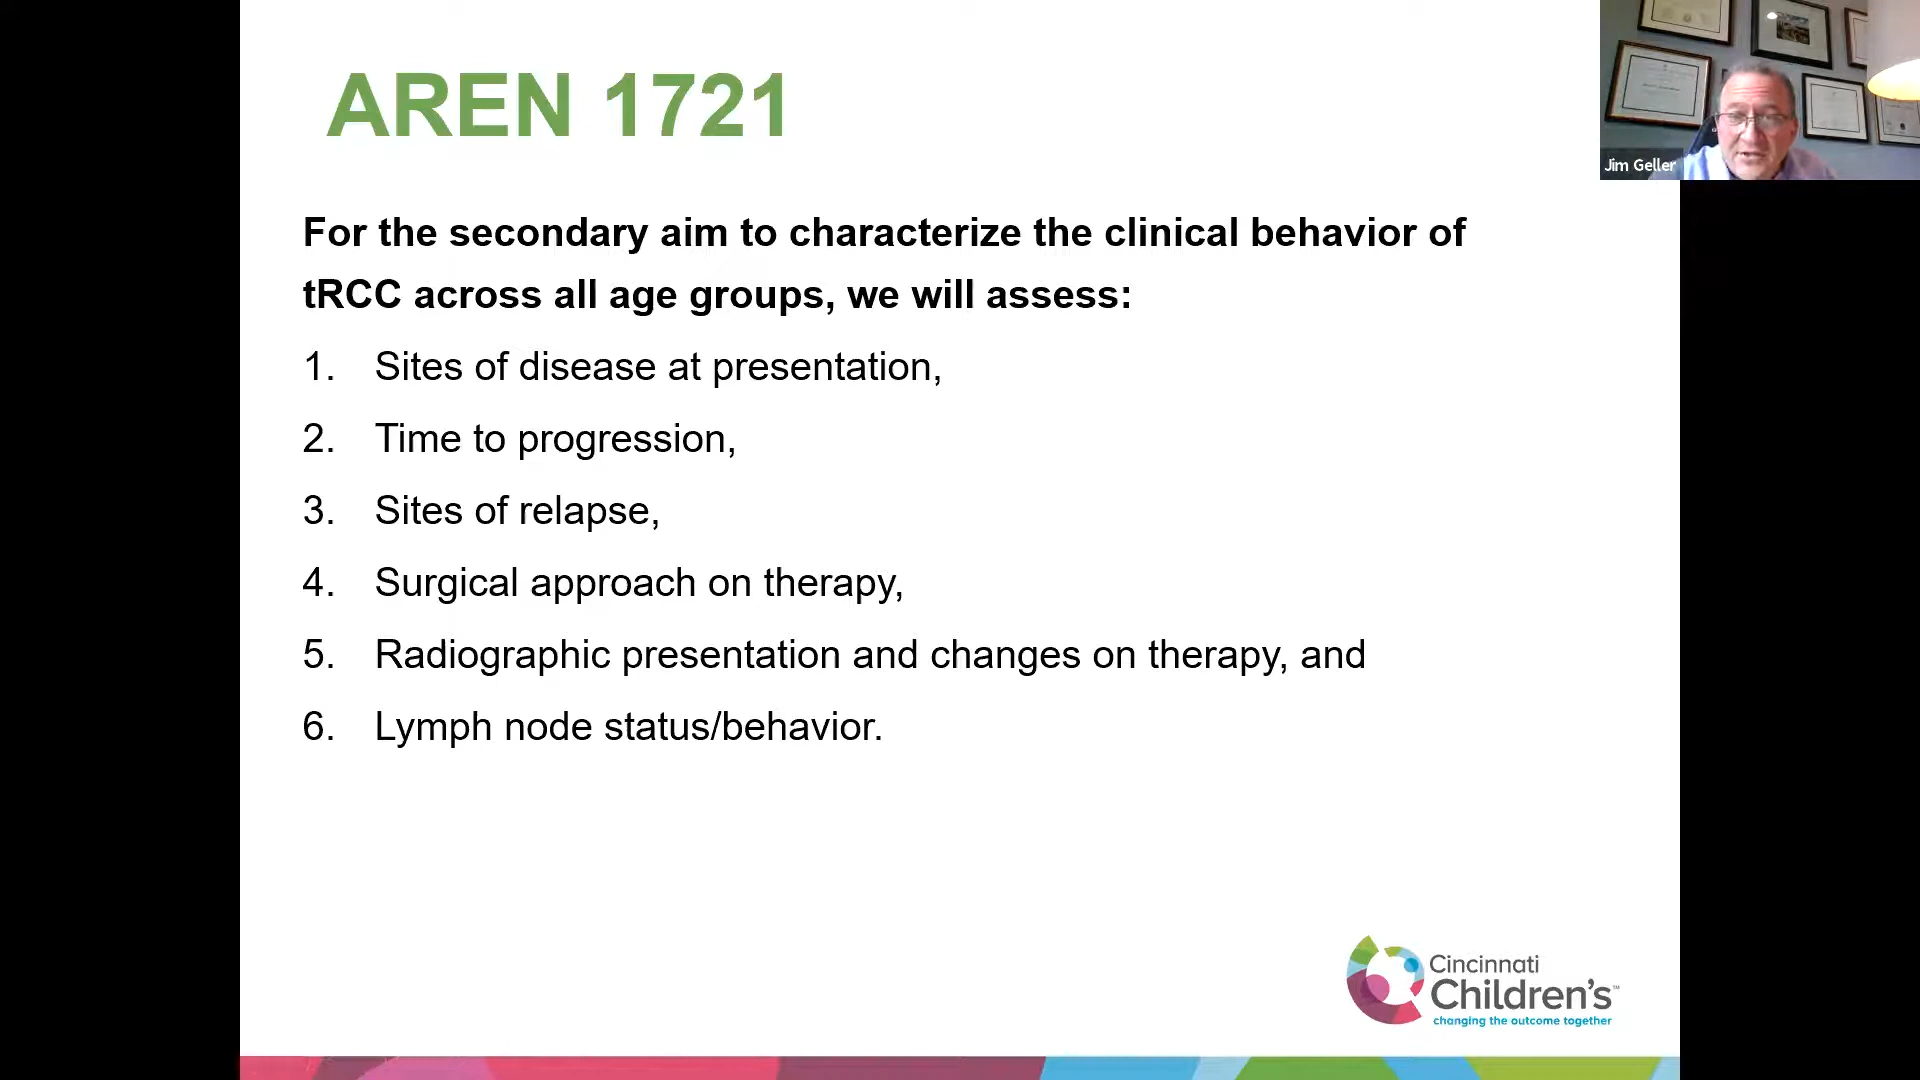 AREN 1721
Jim Geller
For the secondary aim to characterize the clinical behavior of
tRCC across all age groups, we will assess:
1. Sites of disease at presentation,
2. Time to progression,
3. Sites of relapse,
4. Surgical approach on therapy,
5. Radiographic presentation and changes on therapy, and
6. Lymph node status/behavior.
Cincinnati
Children's™
changing the outcome together